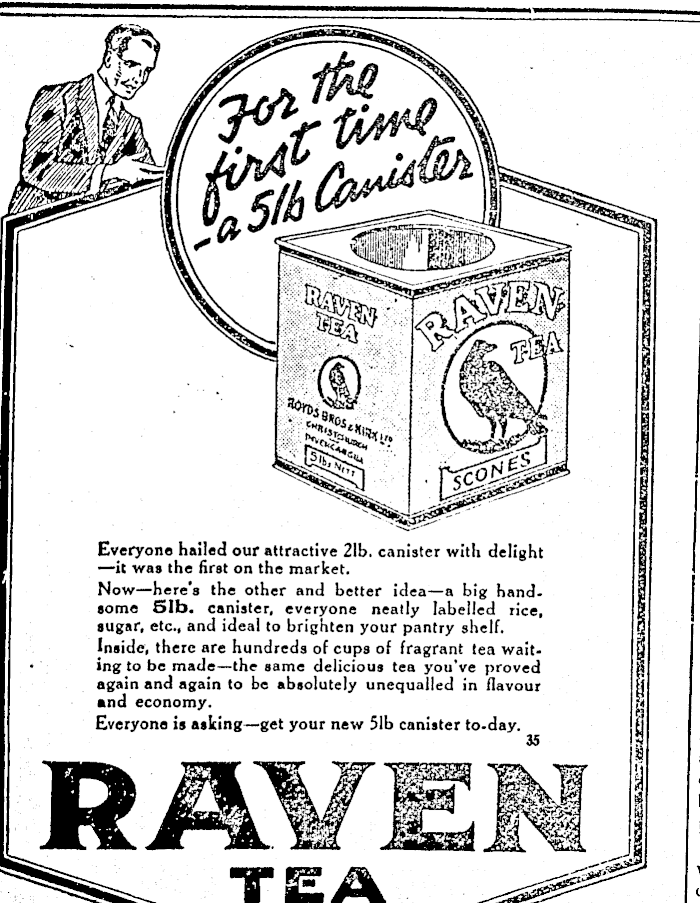 For the
first time
-a 5lb Canister
RAVEN
TEA
ROYDS BROS & KIRK LTD
CHRISTCHURCH
5lbs NETT
RAVEN
TEA
SCONES
Everyone hailed our attractive 2lb. canister with delight
—it was the first on the market.
Now—here's the other and better idea—a big hand-
some 5lb. canister, everyone neatly labelled rice,
sugar, etc., and ideal to brighten your pantry shelf.
Inside, there are hundreds of cups of fragrant tea wait-
ing to be made—the same delicious tea you've proved
again and again to be absolutely unequalled in flavour
and economy.
Everyone is asking—get your new 5lb canister to-day.
35
RAVEN
TEA